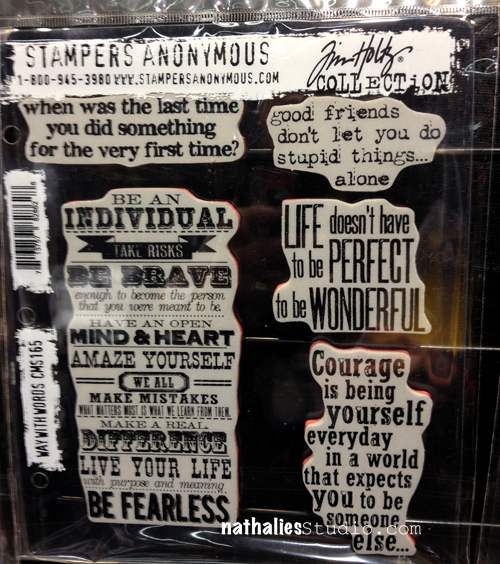 STAMPERS ANONYMOUS
1-800-945-3980 WWW.STAMPERSANONYMOUS.COM
Tim Holtz
COLLECTiON
when was the last time
you did something
for the very first time?
good friends
don't let you do
stupid things...
alone
BE AN
INDIVIDUAL
TAKE RISKS
BE BRAVE
enough to become the person
that you were meant to be.
HAVE AN OPEN
MIND & HEART
AMAZE YOURSELF
WE ALL
MAKE MISTAKES
WHAT MATTERS MOST IS WHAT WE LEARN FROM THEM.
MAKE A REAL
DIFFERENCE
LIVE YOUR LIFE
with purpose and meaning
BE FEARLESS
LIFE doesn't have
to be PERFECT
to be WONDERFUL
Courage
is being
yourself
everyday
in a world
that expects
you to be
someone
else...
WAY WITH WORDS CMS165
nathaliesStudio.com